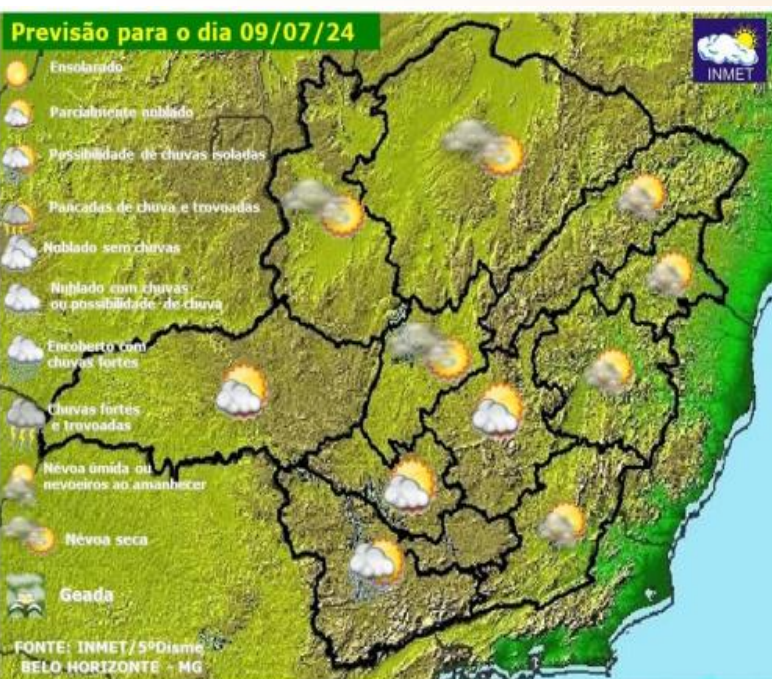 Previsão para o dia 09/07/24
INMET
Ensolarado
Parcialmente nublado
Possibilidade de chuvas isoladas
Pancadas de chuva e trovoadas
Nublado sem chuvas
Nublado com chuvas
ou possibilidade de chuva
Encoberto com
chuvas fortes
Chuvas fortes
e trovoadas
Névoa úmida ou
nevoeiros ao amanhecer
Névoa seca
Geada
FONTE: INMET/5ºDisme
BELO HORIZONTE - MG